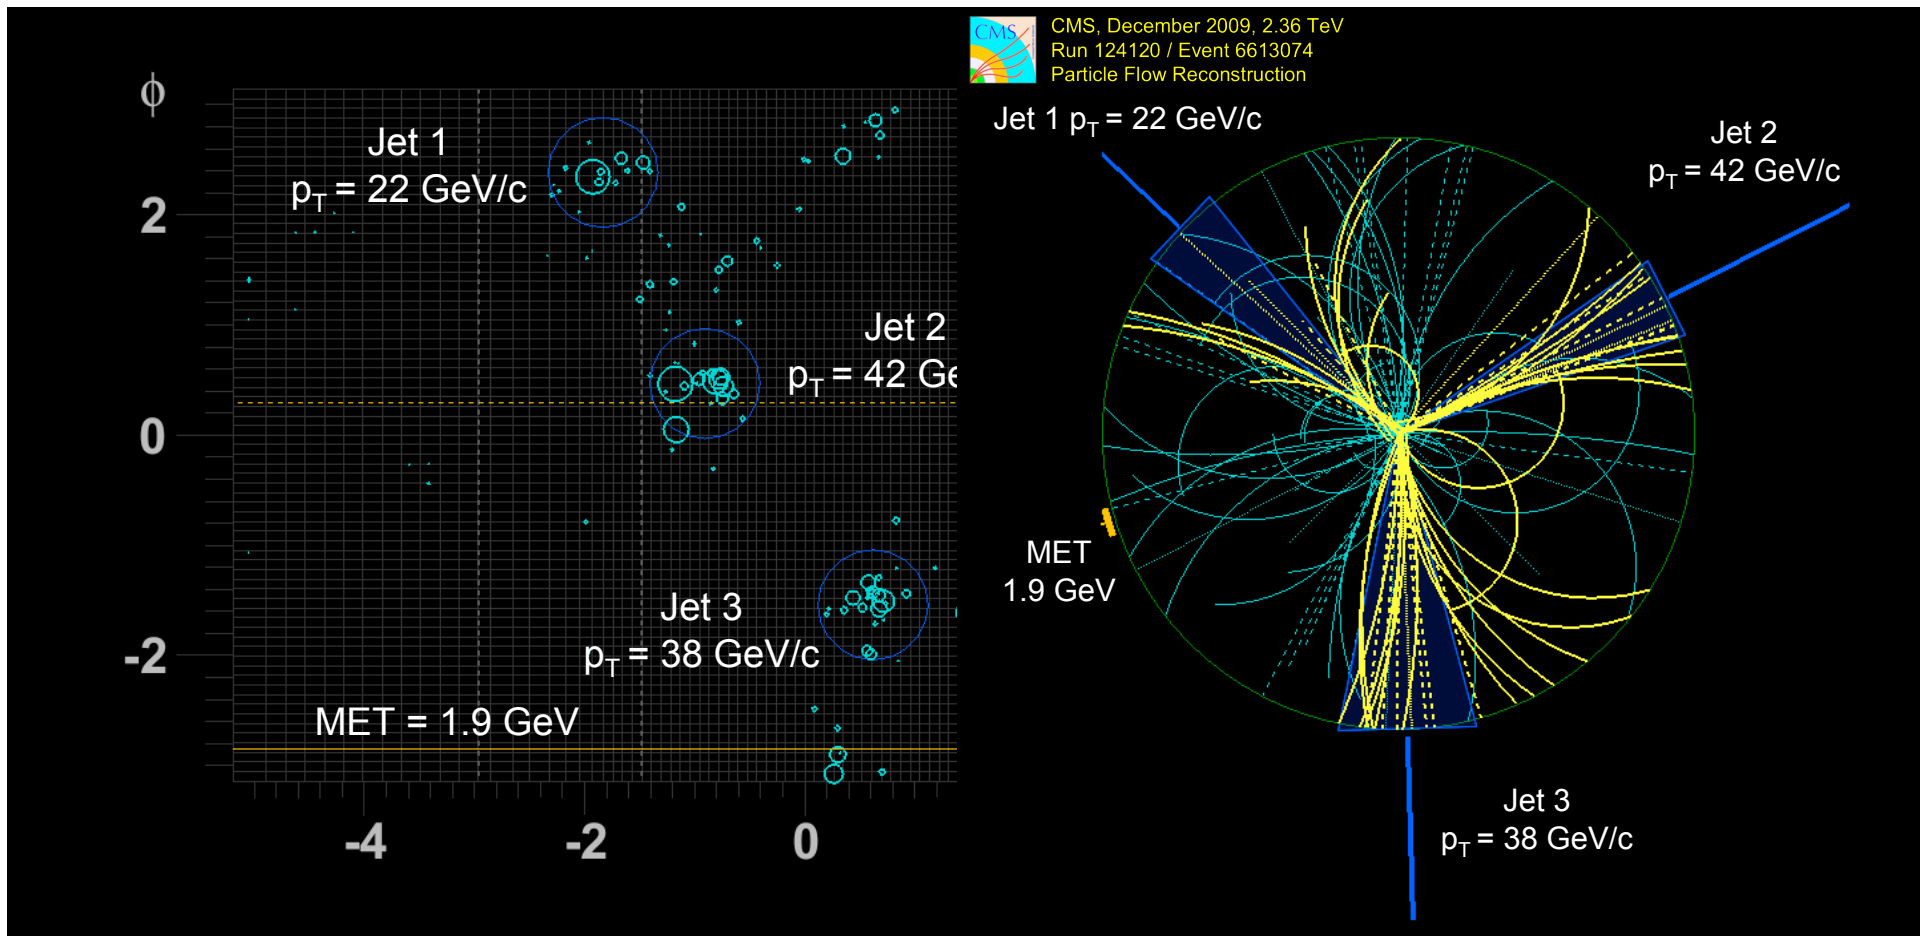 CMS
CMS, December 2009, 2.36 TeV
Run 124120 / Event 6613074
Particle Flow Reconstruction
ϕ
2
0
-2
-4
-2
0
Jet 1
pT = 22 GeV/c
Jet 2
pT = 42 Ge
Jet 3
pT = 38 GeV/c
MET = 1.9 GeV
Jet 1 pT = 22 GeV/c
Jet 2
pT = 42 GeV/c
MET
1.9 GeV
Jet 3
pT = 38 GeV/c